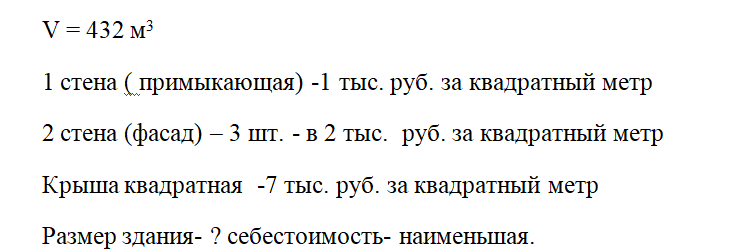 V = 432 м³
1 стена ( примыкающая) -1 тыс. руб. за квадратный метр
2 стена (фасад) – 3 шт. - в 2 тыс.  руб. за квадратный метр
Крыша квадратная  -7 тыс. руб. за квадратный метр
Размер здания- ? себестоимость- наименьшая.